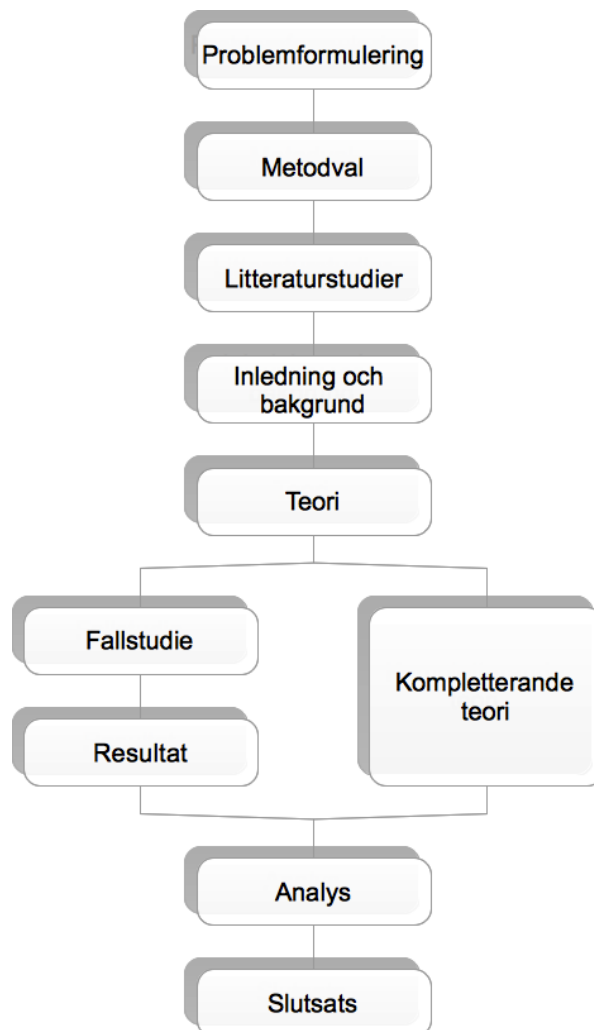 Problemformulering
Metodval
Litteraturstudier
Inledning och
bakgrund
Teori
Fallstudie
Resultat
Kompletterande
teori
Analys
Slutsats